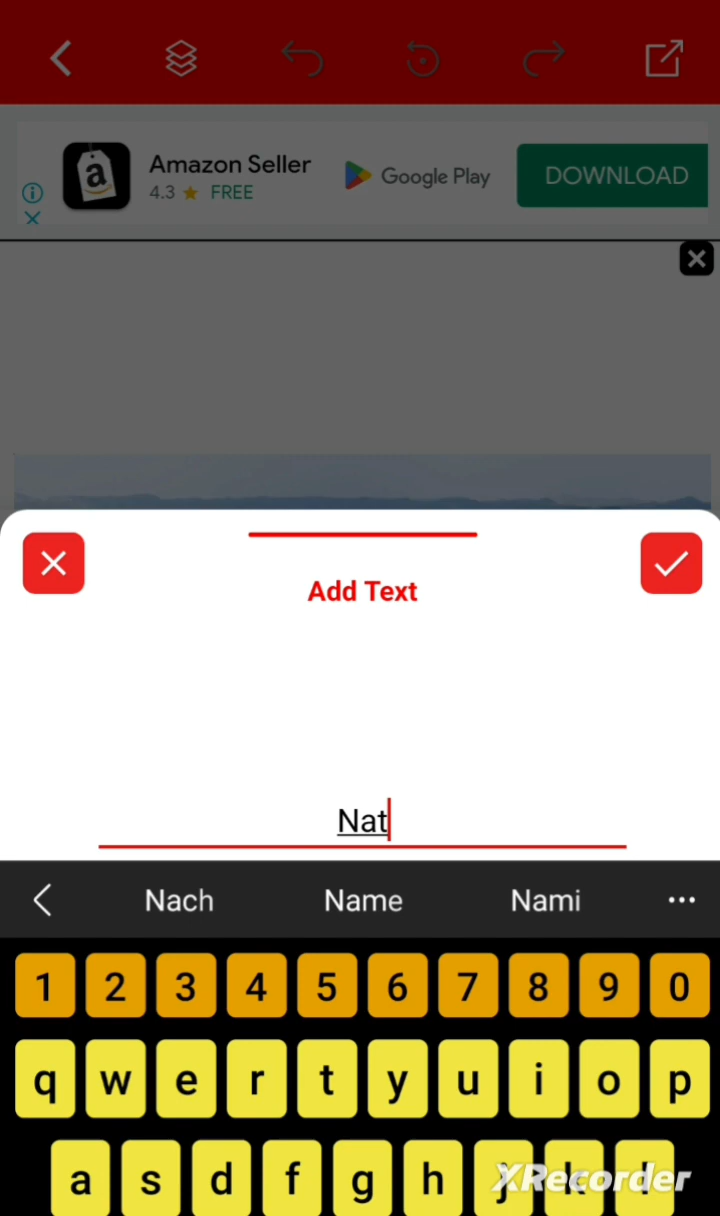 Amazon Seller
4.3 ★ FREE
Google Play
DOWNLOAD
Add Text
Nat
Nach Name Nami
1 2 3 4 5 6 7 8 9 0
q w e r t y u i o p
a s d f g h j k l
XRecorder